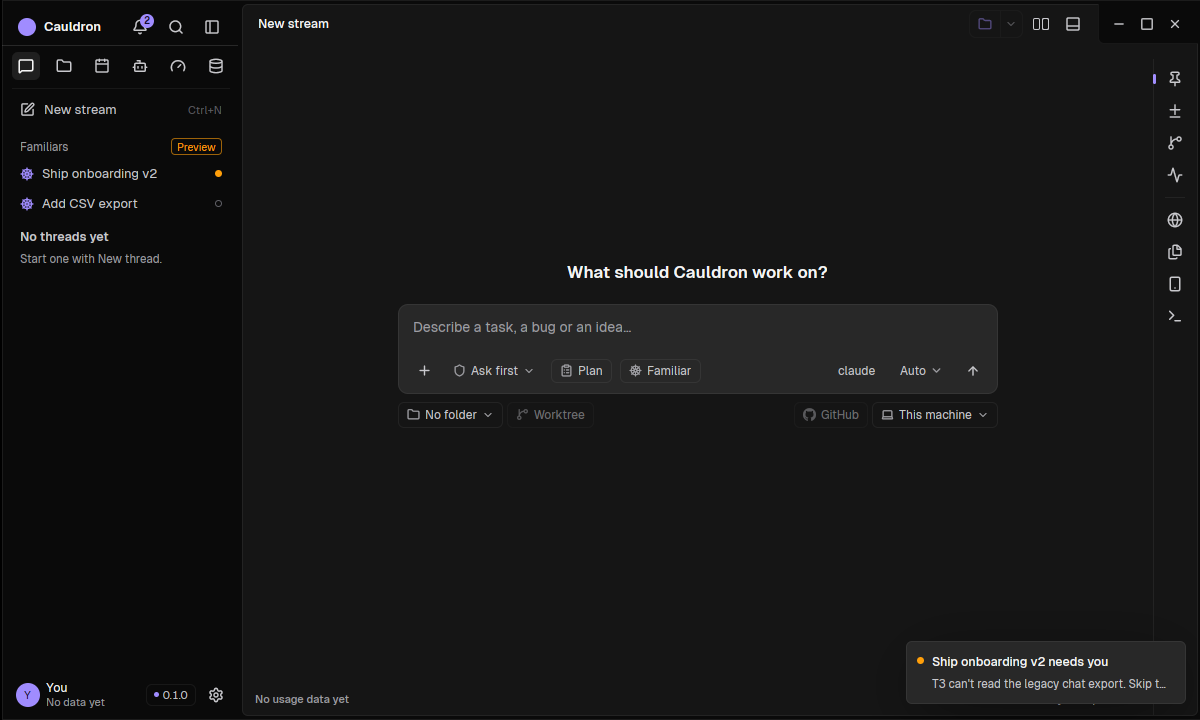 Cauldron
2
New stream
New stream Ctrl+N
Familiars Preview
Ship onboarding v2
Add CSV export
No threads yet
Start one with New thread.
What should Cauldron work on?
Describe a task, a bug or an idea...
Ask first Plan Familiar claude Auto
No folder Worktree GitHub This machine
Ship onboarding v2 needs you
T3 can't read the legacy chat export. Skip t...
Y You
No data yet
0.1.0
No usage data yet